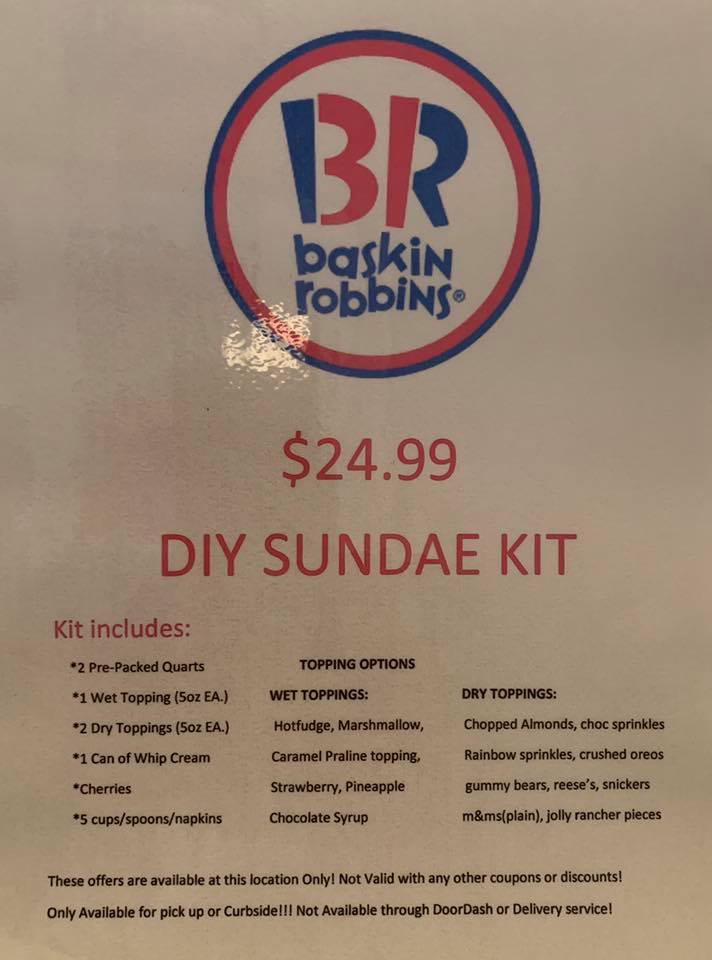 BR
baskin
robbins®
$24.99
DIY SUNDAE KIT
Kit includes:
*2 Pre-Packed Quarts
*1 Wet Topping (5oz EA.)
*2 Dry Toppings (5oz EA.)
*1 Can of Whip Cream
*Cherries
*5 cups/spoons/napkins
TOPPING OPTIONS
WET TOPPINGS:
Hotfudge, Marshmallow,
Caramel Praline topping,
Strawberry, Pineapple
Chocolate Syrup
DRY TOPPINGS:
Chopped Almonds, choc sprinkles
Rainbow sprinkles, crushed oreos
gummy bears, reese's, snickers
m&ms(plain), jolly rancher pieces
These offers are available at this location Only! Not Valid with any other coupons or discounts!
Only Available for pick up or Curbside!!! Not Available through DoorDash or Delivery service!